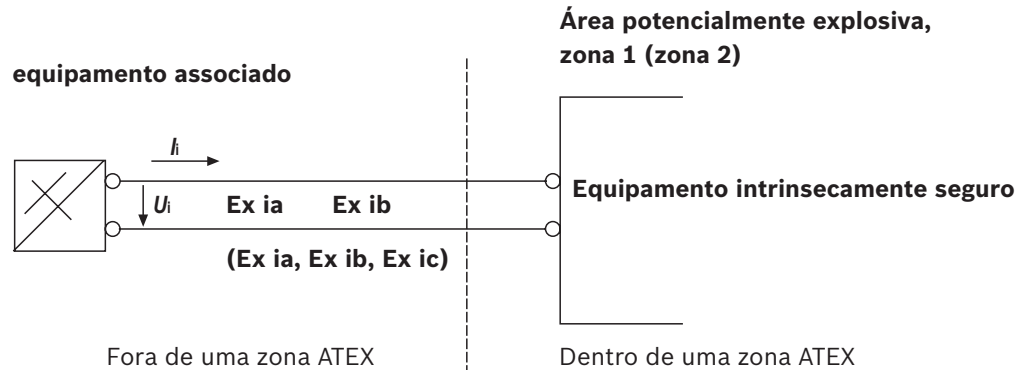 Área potencialmente explosiva,
zona 1 (zona 2)
equipamento associado
Ii
Ui
Ex ia Ex ib
(Ex ia, Ex ib, Ex ic)
Equipamento intrinsecamente seguro
Fora de uma zona ATEX
Dentro de uma zona ATEX